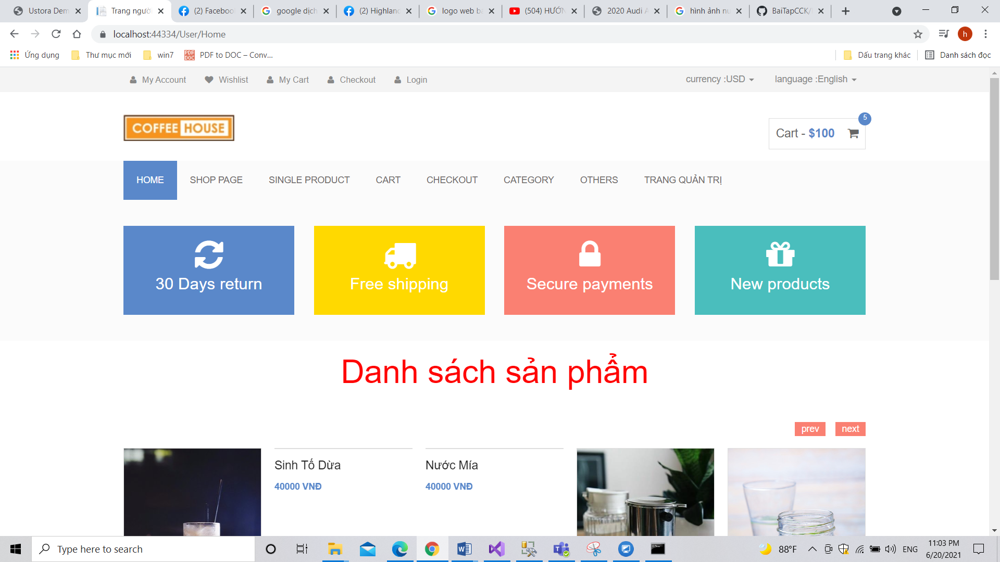 Ustora Dem
Trang ngườ
(2) Faceboo
google dịch
(2) Highlan
logo web b
(504) HƯỚN
2020 Audi A
hình ảnh nu
BaiTapCCK/
localhost:44334/User/Home
h
Ứng dụng
Thư mục mới
win7
PDF to DOC – Conv...
Dấu trang khác
Danh sách đọc
My Account
Wishlist
My Cart
Checkout
Login
currency :USD
language :English
COFFEE HOUSE
Cart - $100
5
HOME
SHOP PAGE
SINGLE PRODUCT
CART
CHECKOUT
CATEGORY
OTHERS
TRANG QUẢN TRỊ
30 Days return
Free shipping
Secure payments
New products
Danh sách sản phẩm
prev
next
Sinh Tố Dừa
40000 VNĐ
Nước Mía
40000 VNĐ
Type here to search
88°F
ENG
11:03 PM
6/20/2021